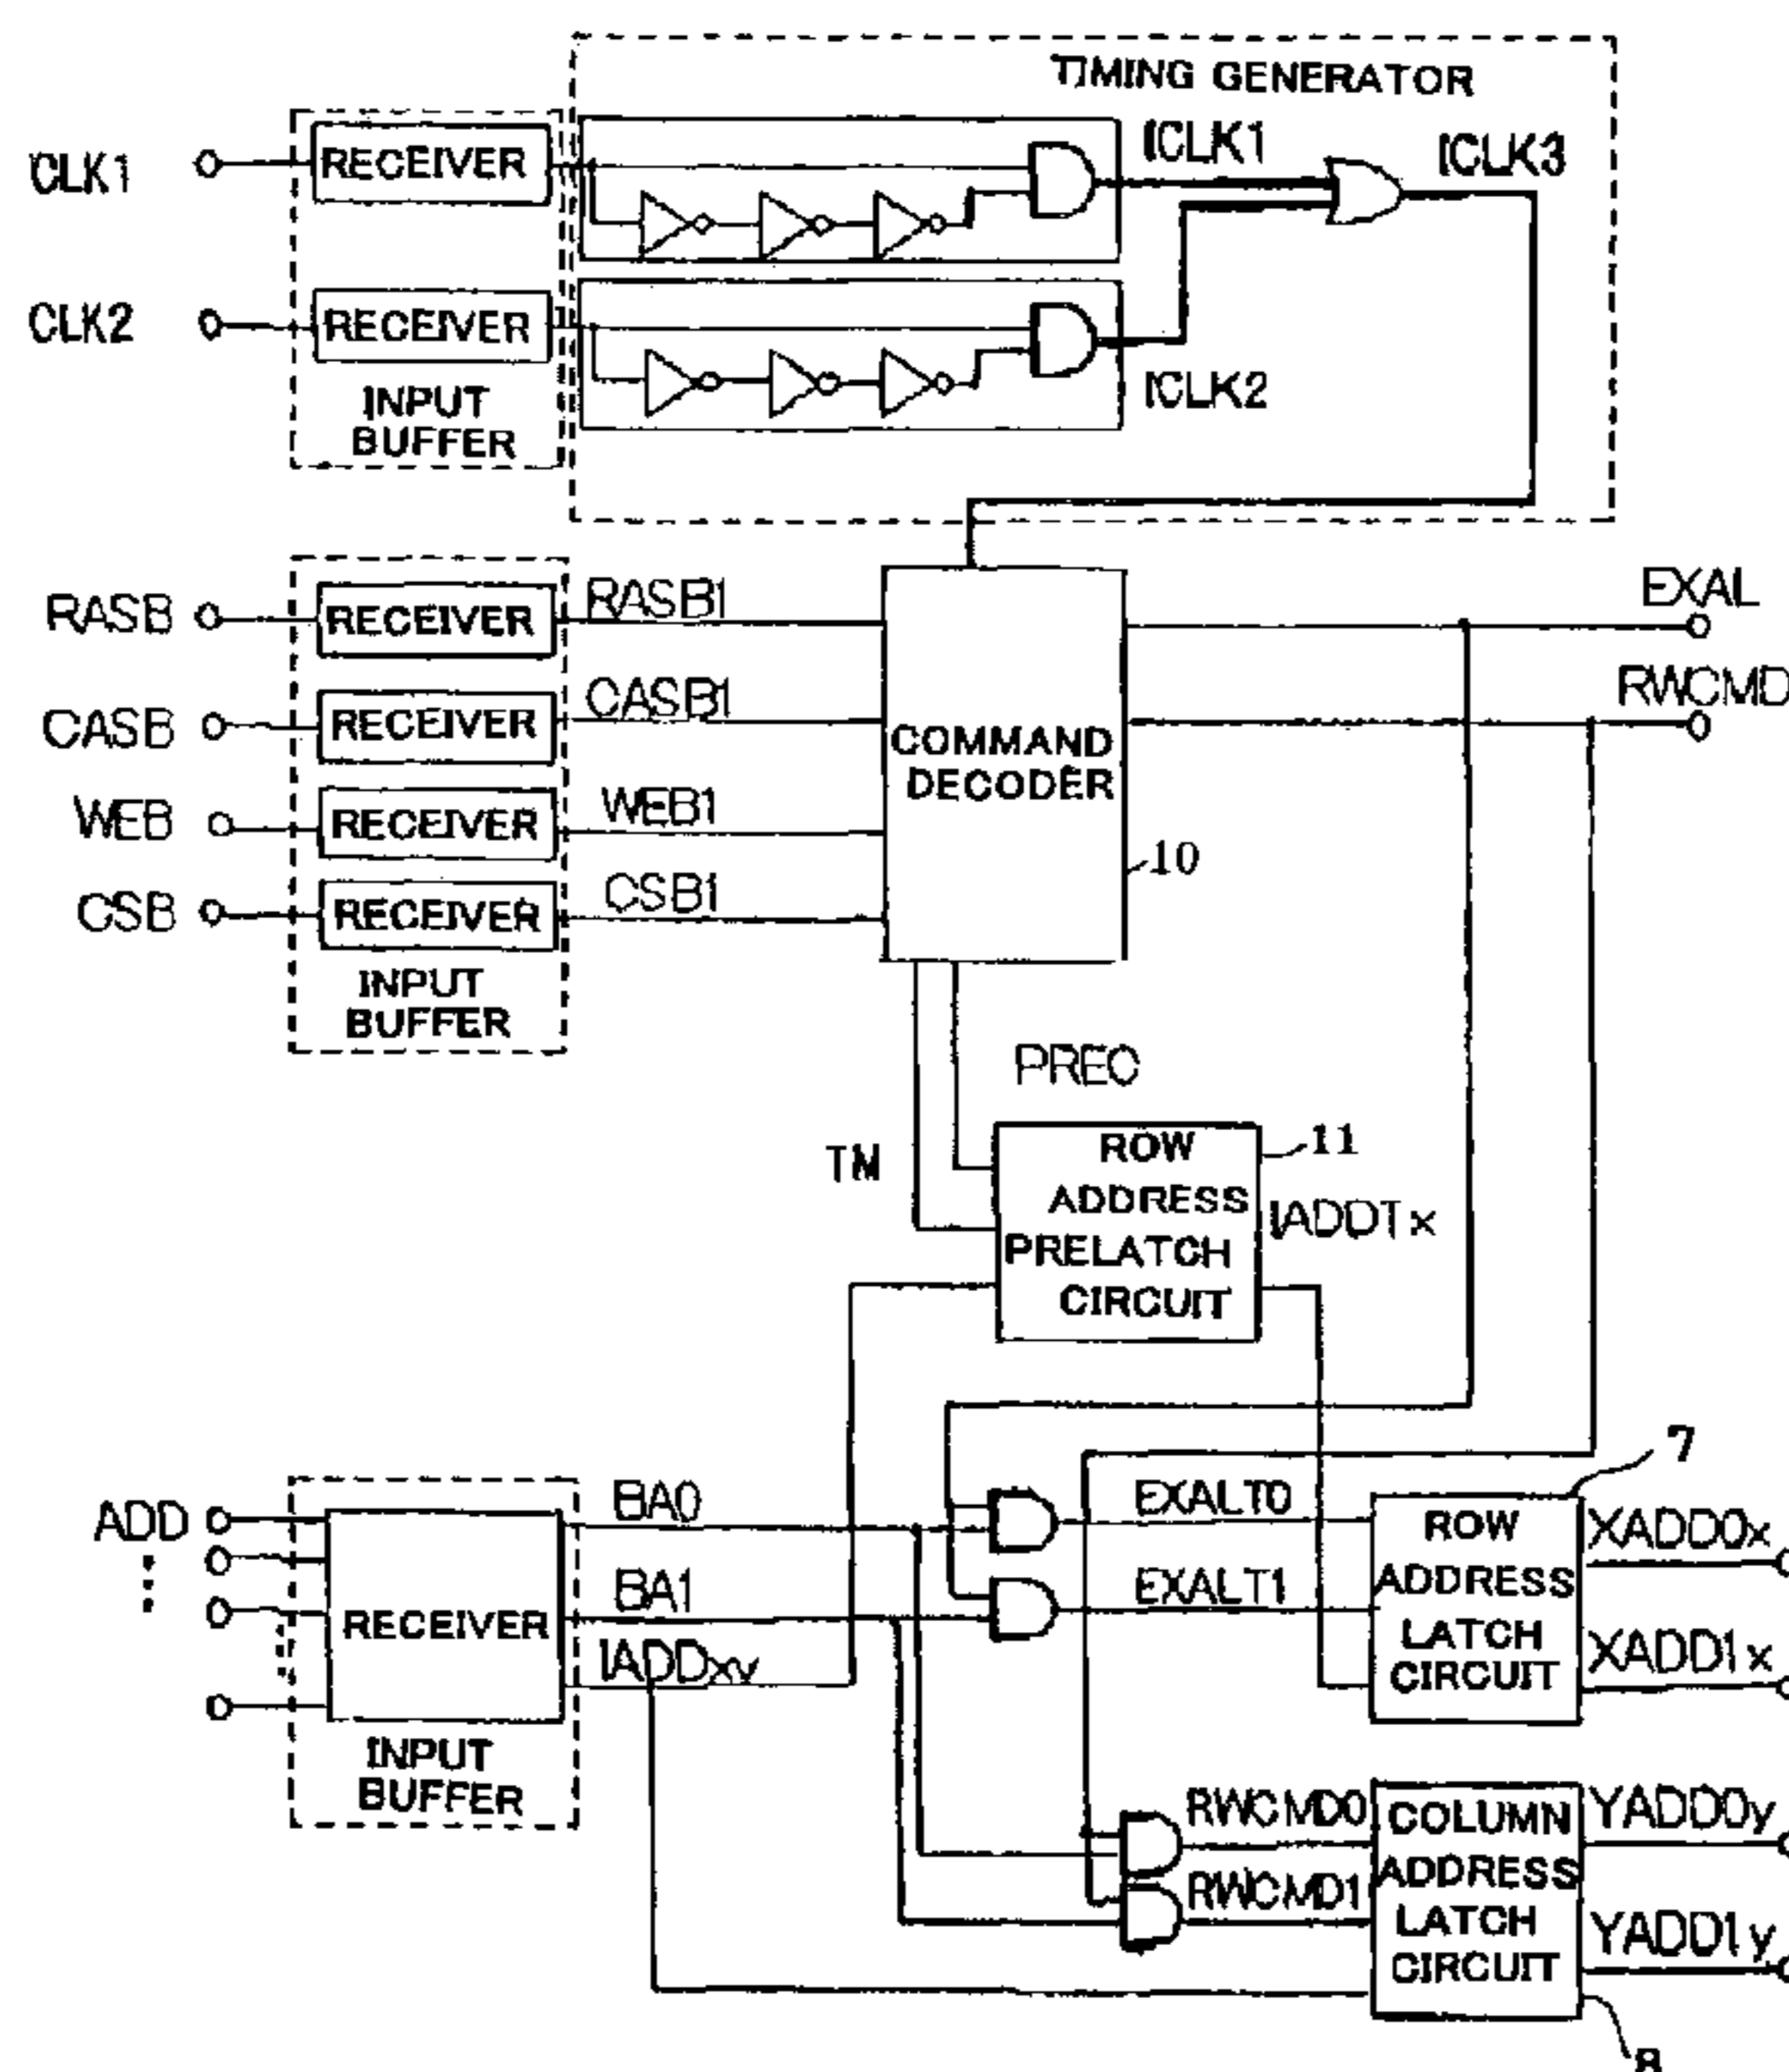 TIMING GENERATOR
CLK1
RECEIVER
ICLK1
ICLK3
CLK2
RECEIVER
ICLK2
INPUT
BUFFER
RASB
RECEIVER
RASB1
EXAL
CASB
RECEIVER
CASB1
RWCMD
COMMAND
DECODER
WEB
RECEIVER
WEB1
10
CSB
RECEIVER
CSB1
INPUT
BUFFER
PREC
TM
ROW
ADDRESS
PRELATCH
CIRCUIT
11
IADDTx
7
ADD
RECEIVER
BA0
BA1
IADDxy
INPUT
BUFFER
EXALT0
EXALT1
ROW
ADDRESS
LATCH
CIRCUIT
XADD0x
XADD1x
RWCMD0
RWCMD1
COLUMN
ADDRESS
LATCH
CIRCUIT
YADD0y
YADD1y
8